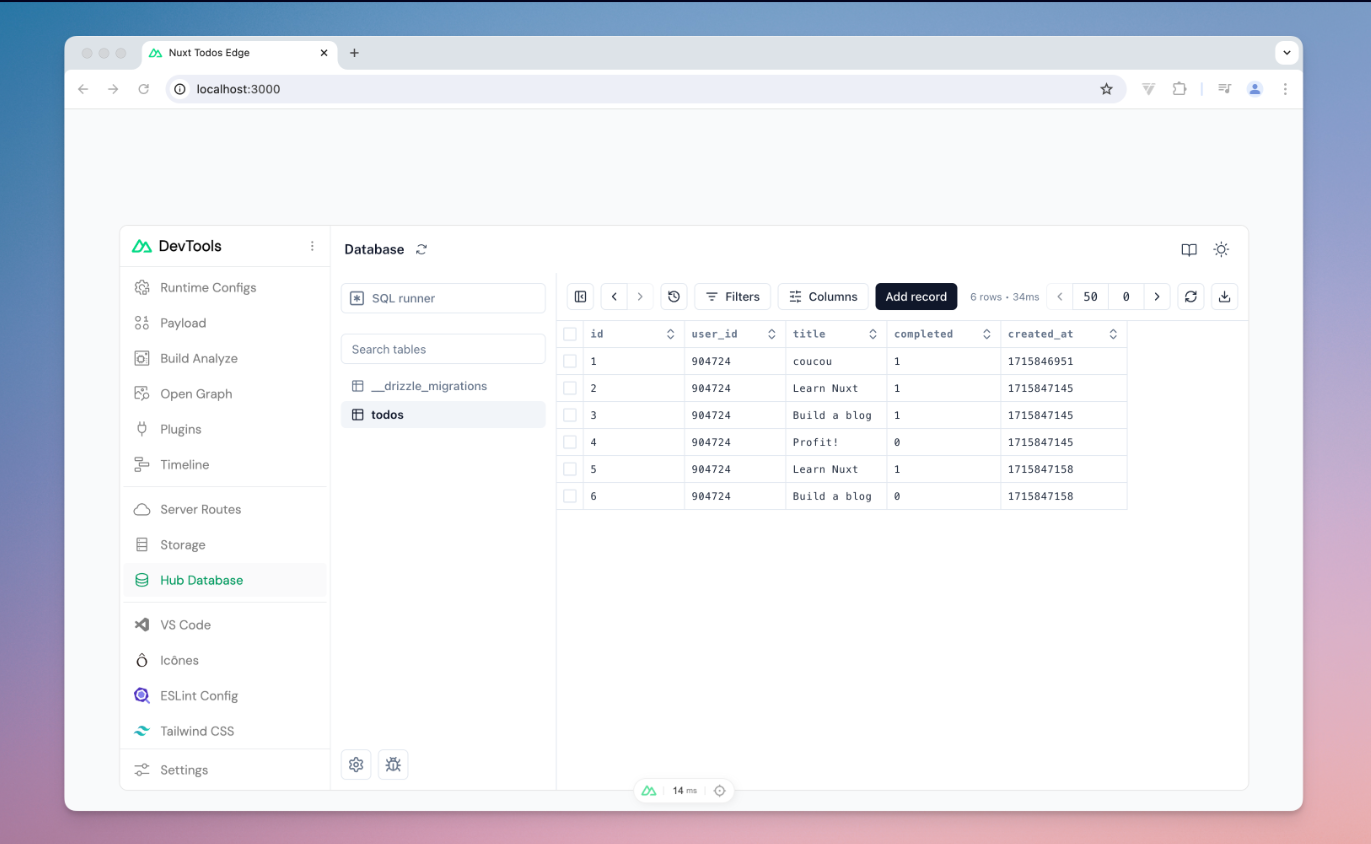 Nuxt Todos Edge
localhost:3000
DevTools
Runtime Configs
Payload
Build Analyze
Open Graph
Plugins
Timeline
Server Routes
Storage
Hub Database
VS Code
Icônes
ESLint Config
Tailwind CSS
Settings
Database
SQL runner
Search tables
__drizzle_migrations
todos
Filters Columns Add record 6 rows • 34ms 50 0
id user_id title completed created_at
1 904724 coucou 1 1715846951
2 904724 Learn Nuxt 1 1715847145
3 904724 Build a blog 1 1715847145
4 904724 Profit! 0 1715847145
5 904724 Learn Nuxt 1 1715847158
6 904724 Build a blog 0 1715847158
14 ms